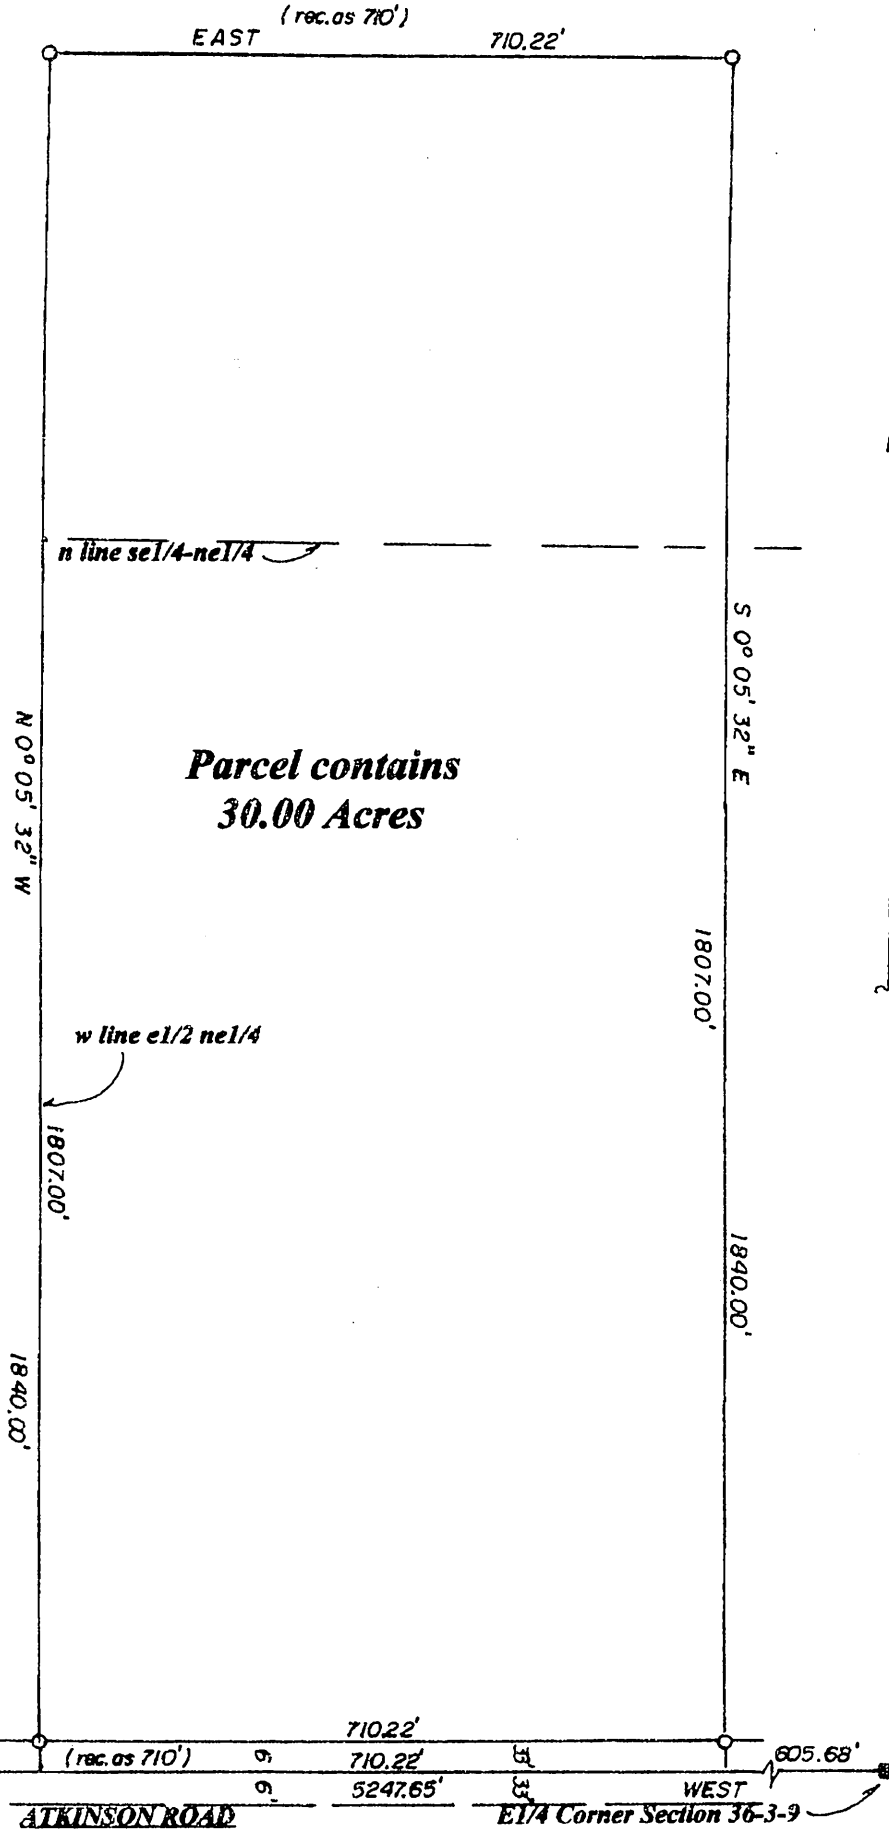 (rec.as 710')
EAST 710.22'
n line se1/4-ne1/4
S 0° 05' 32" E
N 0° 05' 32" W
Parcel contains
30.00 Acres
1807.00'
w line e1/2 ne1/4
1807.00'
1840.00'
1840.00'
710.22'
(rec.as 710') 710.22' 33' 605.68'
5247.65' 33' WEST
ATKINSON ROAD E1/4 Corner Section 36-3-9